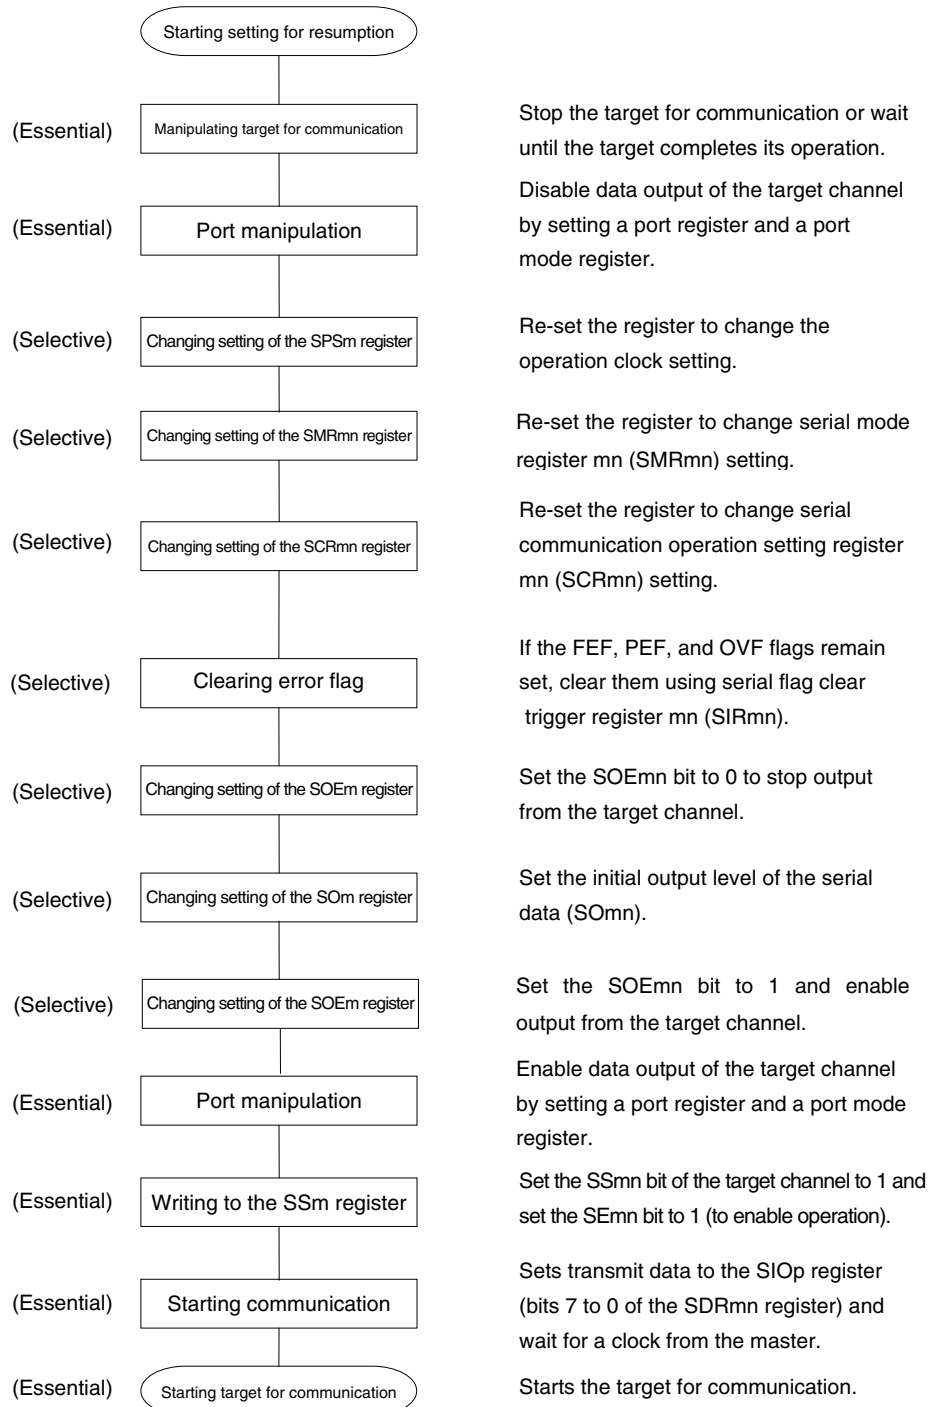 Starting setting for resumption
(Essential)
Manipulating target for communication
Stop the target for communication or wait
until the target completes its operation.
(Essential)
Port manipulation
Disable data output of the target channel
by setting a port register and a port
mode register.
(Selective)
Changing setting of the SPSm register
Re-set the register to change the
operation clock setting.
(Selective)
Changing setting of the SMRmn register
Re-set the register to change serial mode
register mn (SMRmn) setting.
(Selective)
Changing setting of the SCRmn register
Re-set the register to change serial
communication operation setting register
mn (SCRmn) setting.
(Selective)
Clearing error flag
If the FEF, PEF, and OVF flags remain
set, clear them using serial flag clear
trigger register mn (SIRmn).
(Selective)
Changing setting of the SOEm register
Set the SOEmn bit to 0 to stop output
from the target channel.
(Selective)
Changing setting of the SOm register
Set the initial output level of the serial
data (SOmn).
(Selective)
Changing setting of the SOEm register
Set the SOEmn bit to 1 and enable
output from the target channel.
(Essential)
Port manipulation
Enable data output of the target channel
by setting a port register and a port mode
register.
(Essential)
Writing to the SSm register
Set the SSmn bit of the target channel to 1 and
set the SEmn bit to 1 (to enable operation).
(Essential)
Starting communication
Sets transmit data to the SIOp register
(bits 7 to 0 of the SDRmn register) and
wait for a clock from the master.
(Essential)
Starting target for communication
Starts the target for communication.